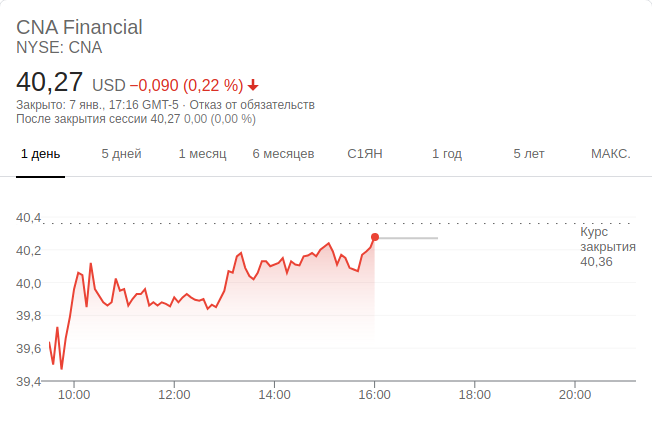 CNA Financial
NYSE: CNA
40,27 USD −0,090 (0,22 %)
Закрыто: 7 янв., 17:16 GMT-5 · Отказ от обязательств
После закрытия сессии 40,27 0,00 (0,00 %)
1 день 5 дней 1 месяц 6 месяцев С1ЯН 1 год 5 лет МАКС.
40,4
Курс
закрытия
40,36
40,2
40,0
39,8
39,6
39,4
10:00 12:00 14:00 16:00 18:00 20:00